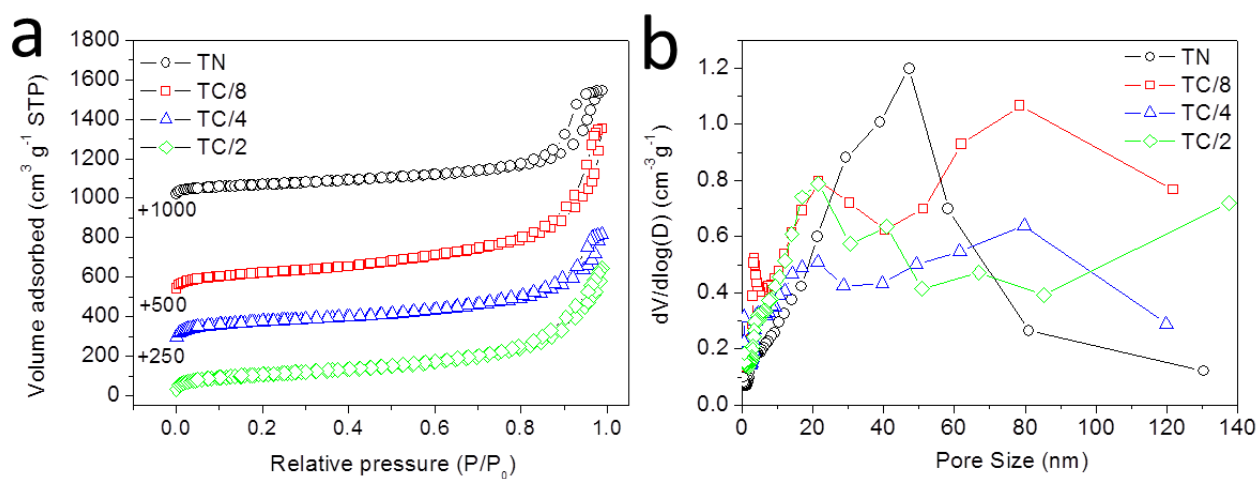 a
Volume adsorbed (cm³ g⁻¹ STP)
1800
1600
1400
1200
1000
800
600
400
200
0
TN
TC/8
TC/4
TC/2
+1000
+500
+250
0.0 0.2 0.4 0.6 0.8 1.0
Relative pressure (P/P₀)
b
dV/dlog(D) (cm⁻³ g⁻¹)
1.2
1.0
0.8
0.6
0.4
0.2
0.0
TN
TC/8
TC/4
TC/2
0 20 40 60 80 100 120 140
Pore Size (nm)